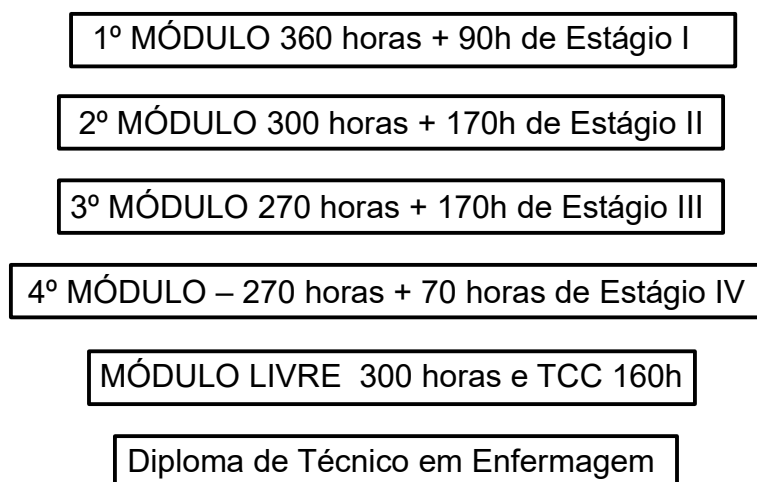 1º MÓDULO 360 horas + 90h de Estágio I
2º MÓDULO 300 horas + 170h de Estágio II
3º MÓDULO 270 horas + 170h de Estágio III
4º MÓDULO – 270 horas + 70 horas de Estágio IV
MÓDULO LIVRE 300 horas e TCC 160h
Diploma de Técnico em Enfermagem